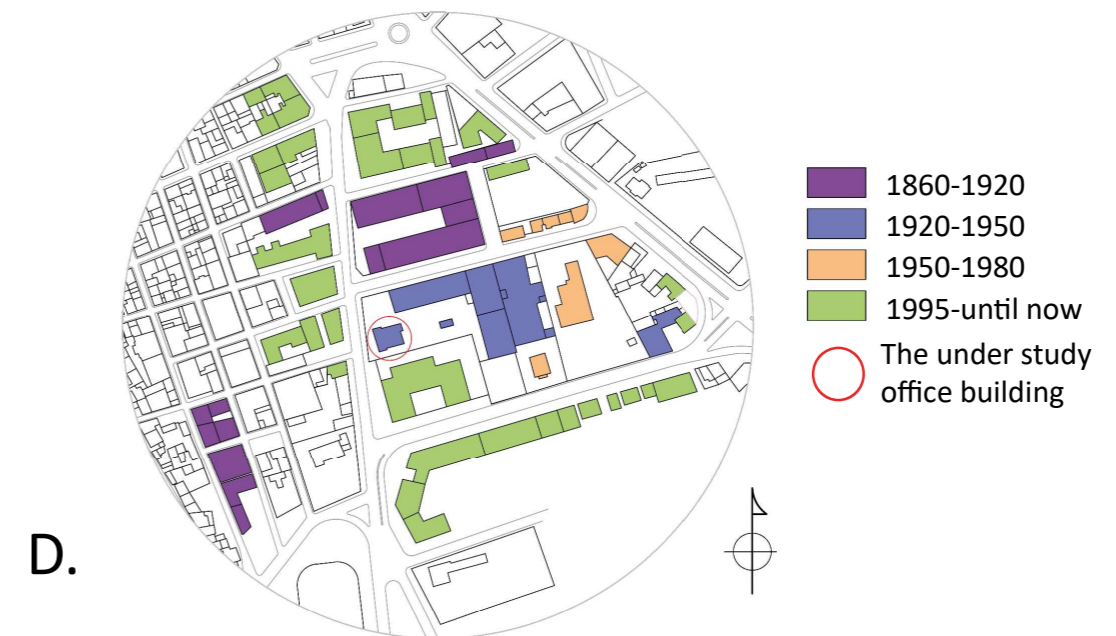 1860-1920
1920-1950
1950-1980
1995-until now
The under study
office building
D.